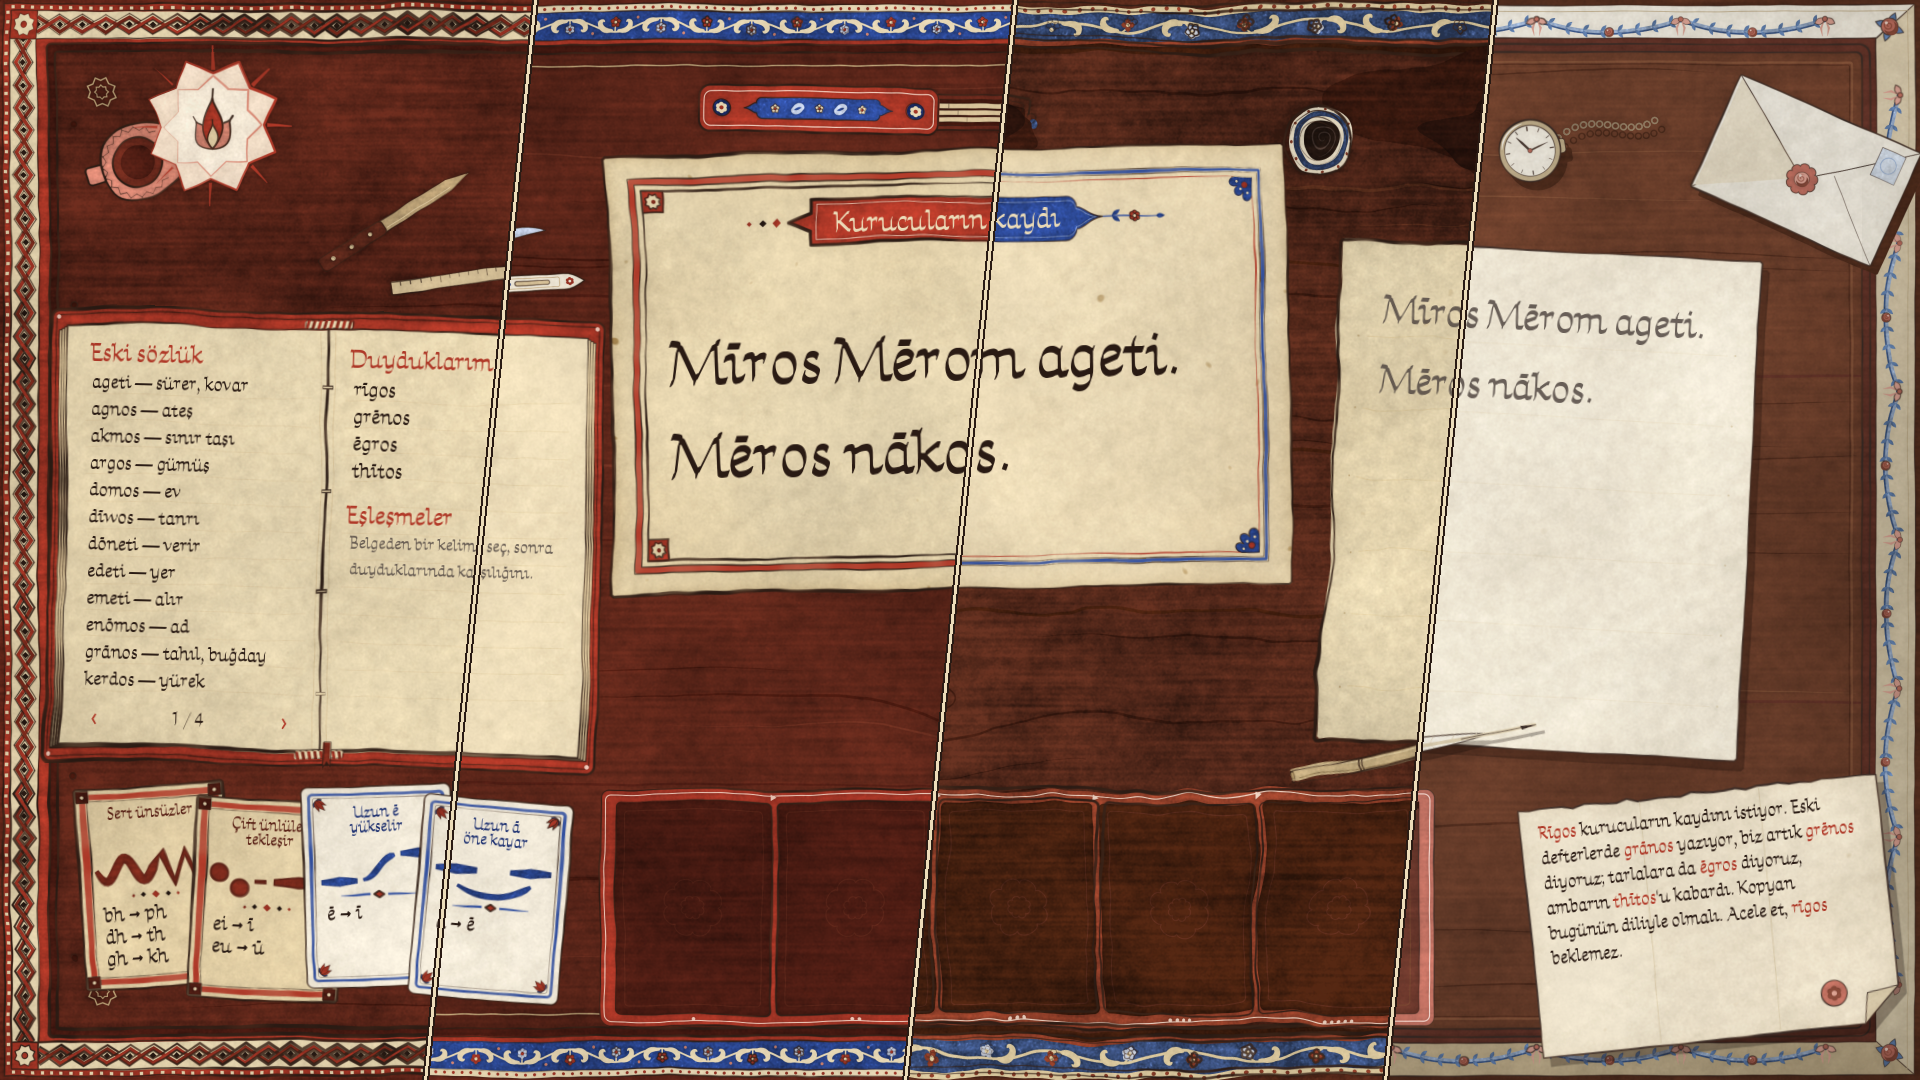 Eski sözlük
ageti — sürer, kovar
agnos — ateş
akmos — sınır taşı
argos — gümüş
domos — ev
dīwos — tanrı
dōneti — verir
edeti — yer
emeti — alır
enōmos — ad
grānos — tahıl, buğday
kerdos — yürek
‹ 1 / 4 ›
Duyduklarım
rīgos
grēnos
ēgros
thītos
Eşleşmeler
Belgeden bir kelime seç, sonra
duyduklarında karşılığını.
Kurucuların kaydı
Mīros Mērom ageti.
Mēros nākos.
Mīros Mērom ageti.
Mēros nākos.
Sert ünsüzler
bh → ph
dh → th
gh → kh
Çift ünlüle
tekleşir
ei → ī
eu → ū
Uzun ē
yükselir
ē → ī
Uzun ā
öne kayar
→ ē
Rīgos kurucuların kaydını istiyor. Eski
defterlerde grānos yazıyor, biz artık grēnos
diyoruz; tarlalara da ēgros diyoruz,
ambarın thītos'u kabardı. Kopyan
bugünün diliyle olmalı. Acele et, rīgos
beklemez.